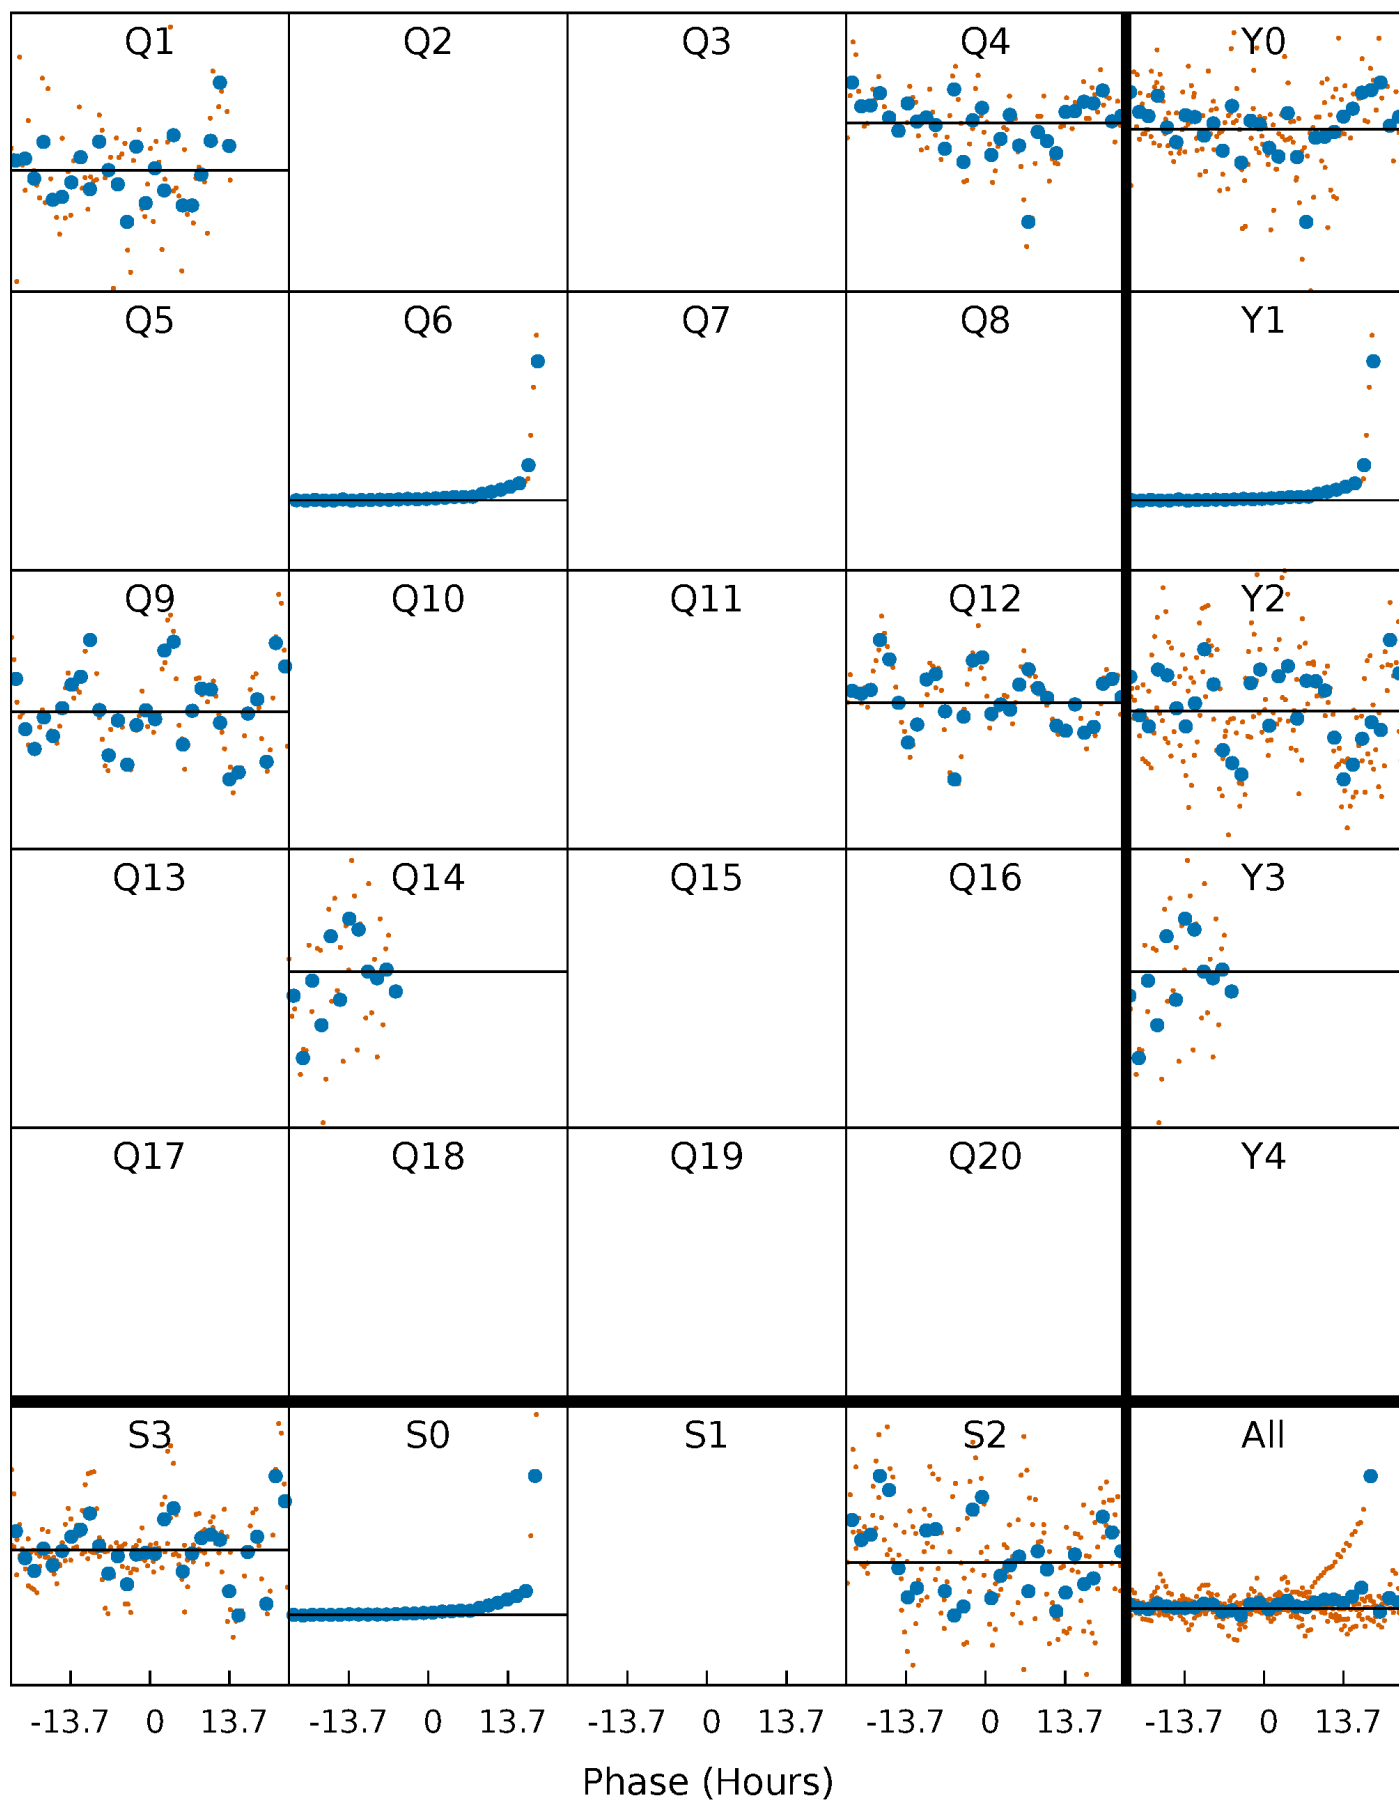 Q1 Q2 Q3 Q4 Y0
Q5 Q6 Q7 Q8 Y1
Q9 Q10 Q11 Q12 Y2
Q13 Q14 Q15 Q16 Y3
Q17 Q18 Q19 Q20 Y4
S3 S0 S1 S2 All
-13.7 0 13.7 -13.7 0 13.7 -13.7 0 13.7 -13.7 0 13.7 -13.7 0 13.7
Phase (Hours)